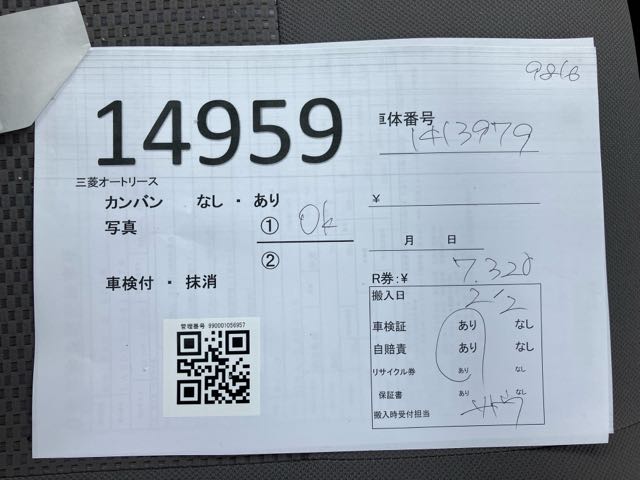 9816
14959
車体番号
1413979
三菱オートリース
カンバン なし ・ あり
¥
写真 ① Ok
②
月 日
車検付 ・ 抹消
R券:¥ 7.320
搬入日 2/2
管理番号 990001056957
車検証 あり なし
自賠責 あり なし
リサイクル券 あり なし
保証書 あり なし
搬入時受付担当